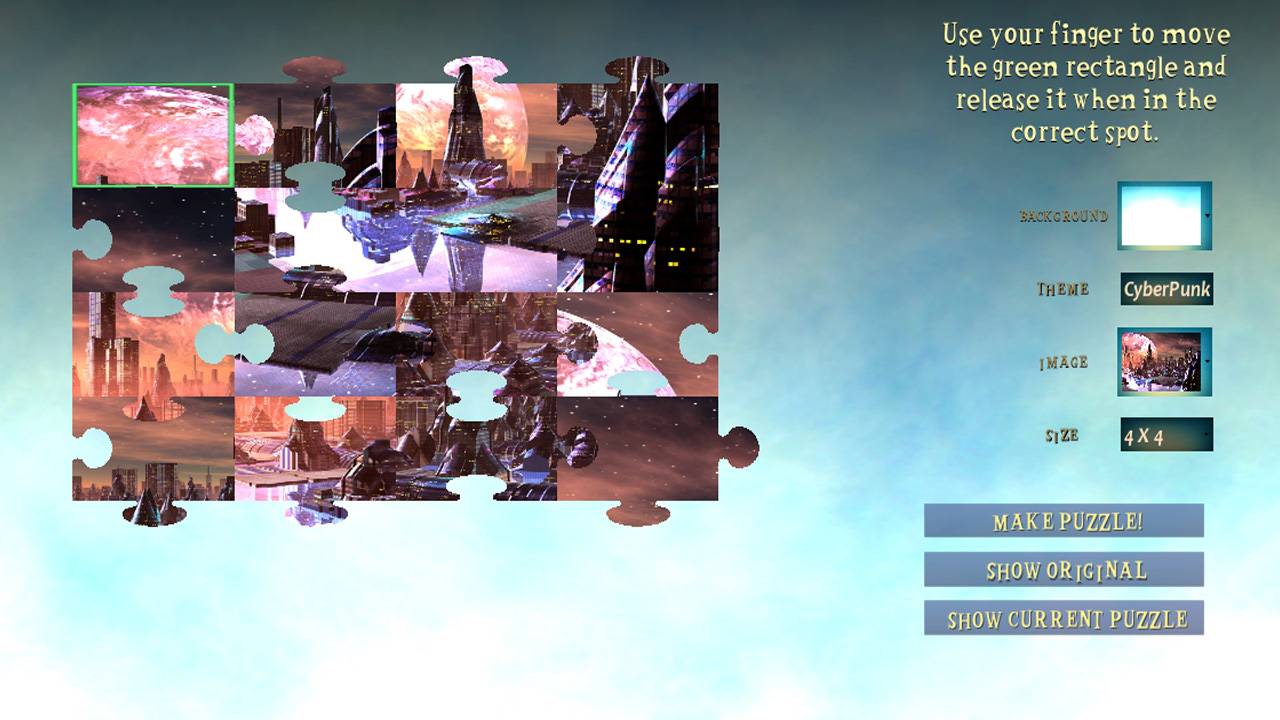 Use your finger to move
the green rectangle and
release it when in the
correct spot.
BACKGROUND
THEME
CyberPunk
IMAGE
SIZE
4 X 4
MAKE PUZZLE!
SHOW ORIGINAL
SHOW CURRENT PUZZLE